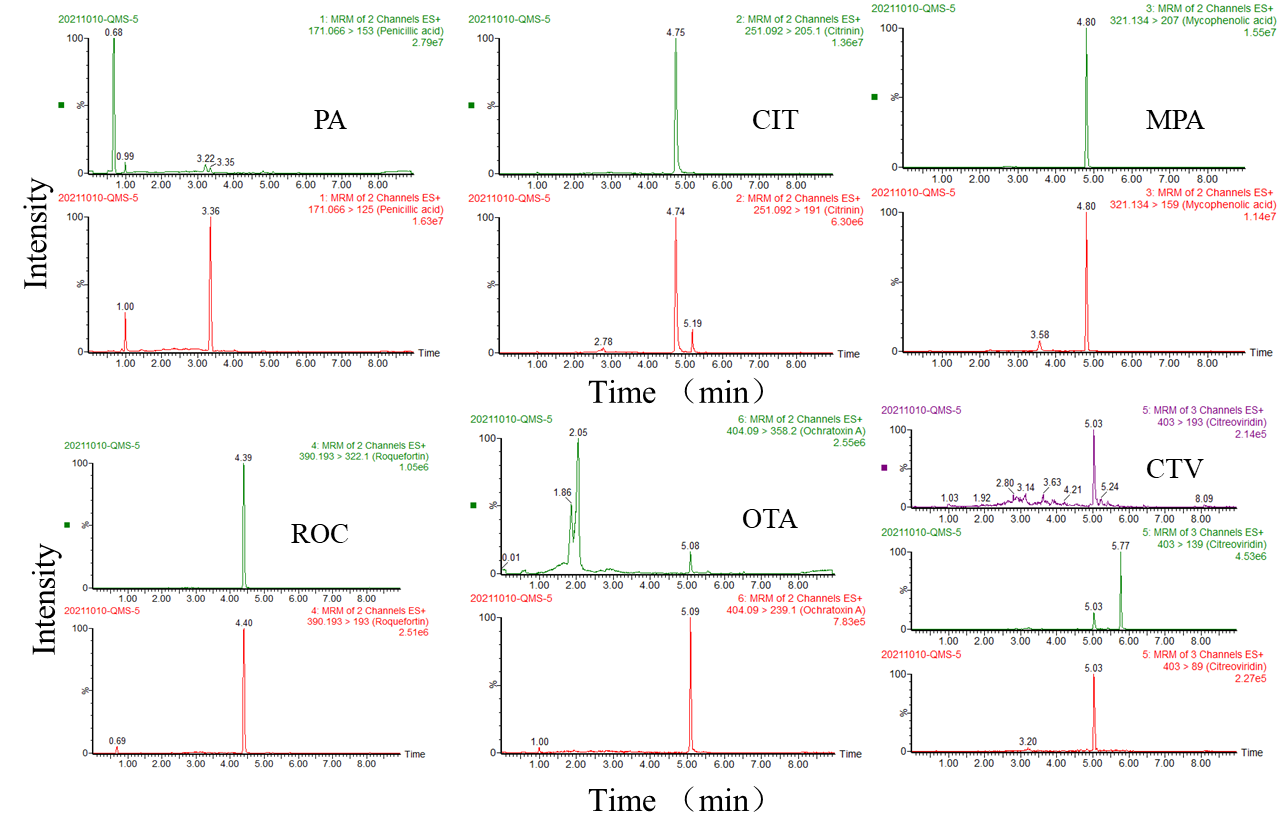 20211010-QMS-5
1: MRM of 2 Channels ES+
171.066 > 153 (Penicillic acid)
2.79e7
100
%
0
0.68
0.99
3.22
3.35
PA
1.00 2.00 3.00 4.00 5.00 6.00 7.00 8.00
20211010-QMS-5
1: MRM of 2 Channels ES+
171.066 > 125 (Penicillic acid)
1.63e7
100
%
0
1.00
3.36
1.00 2.00 3.00 4.00 5.00 6.00 7.00 8.00
Time
20211010-QMS-5
2: MRM of 2 Channels ES+
251.092 > 205.1 (Citrinin)
1.36e7
100
%
0
4.75
CIT
1.00 2.00 3.00 4.00 5.00 6.00 7.00 8.00
20211010-QMS-5
2: MRM of 2 Channels ES+
251.092 > 191 (Citrinin)
6.30e6
100
%
0
2.78
4.74
5.19
1.00 2.00 3.00 4.00 5.00 6.00 7.00 8.00
Time
20211010-QMS-5
3: MRM of 2 Channels ES+
321.134 > 207 (Mycophenolic acid)
1.55e7
100
%
0
4.80
MPA
1.00 2.00 3.00 4.00 5.00 6.00 7.00 8.00
20211010-QMS-5
3: MRM of 2 Channels ES+
321.134 > 159 (Mycophenolic acid)
1.14e7
100
%
0
3.58
4.80
1.00 2.00 3.00 4.00 5.00 6.00 7.00 8.00
Time
Intensity
Time （min）
20211010-QMS-5
4: MRM of 2 Channels ES+
390.193 > 322.1 (Roquefortin)
1.05e6
100
%
0
4.39
ROC
1.00 2.00 3.00 4.00 5.00 6.00 7.00 8.00
20211010-QMS-5
4: MRM of 2 Channels ES+
390.193 > 193 (Roquefortin)
2.51e6
100
%
0
0.69
4.40
1.00 2.00 3.00 4.00 5.00 6.00 7.00 8.00
Time
20211010-QMS-5
6: MRM of 2 Channels ES+
404.09 > 358.2 (Ochratoxin A)
2.55e6
100
%
0
0.01
1.86
2.05
5.08
OTA
1.00 2.00 3.00 4.00 5.00 6.00 7.00 8.00
20211010-QMS-5
6: MRM of 2 Channels ES+
404.09 > 239.1 (Ochratoxin A)
7.83e5
100
%
0
1.00
5.09
1.00 2.00 3.00 4.00 5.00 6.00 7.00 8.00
Time
20211010-QMS-5
5: MRM of 3 Channels ES+
403 > 193 (Citreoviridin)
2.14e5
100
%
0
1.03
1.92
2.80
3.14
3.63
4.21
5.03
5.24
8.09
CTV
1.00 2.00 3.00 4.00 5.00 6.00 7.00 8.00
20211010-QMS-5
5: MRM of 3 Channels ES+
403 > 139 (Citreoviridin)
4.53e6
100
%
0
5.03
5.77
1.00 2.00 3.00 4.00 5.00 6.00 7.00 8.00
20211010-QMS-5
5: MRM of 3 Channels ES+
403 > 89 (Citreoviridin)
2.27e5
100
%
0
3.20
5.03
1.00 2.00 3.00 4.00 5.00 6.00 7.00 8.00
Time
Intensity
Time （min）